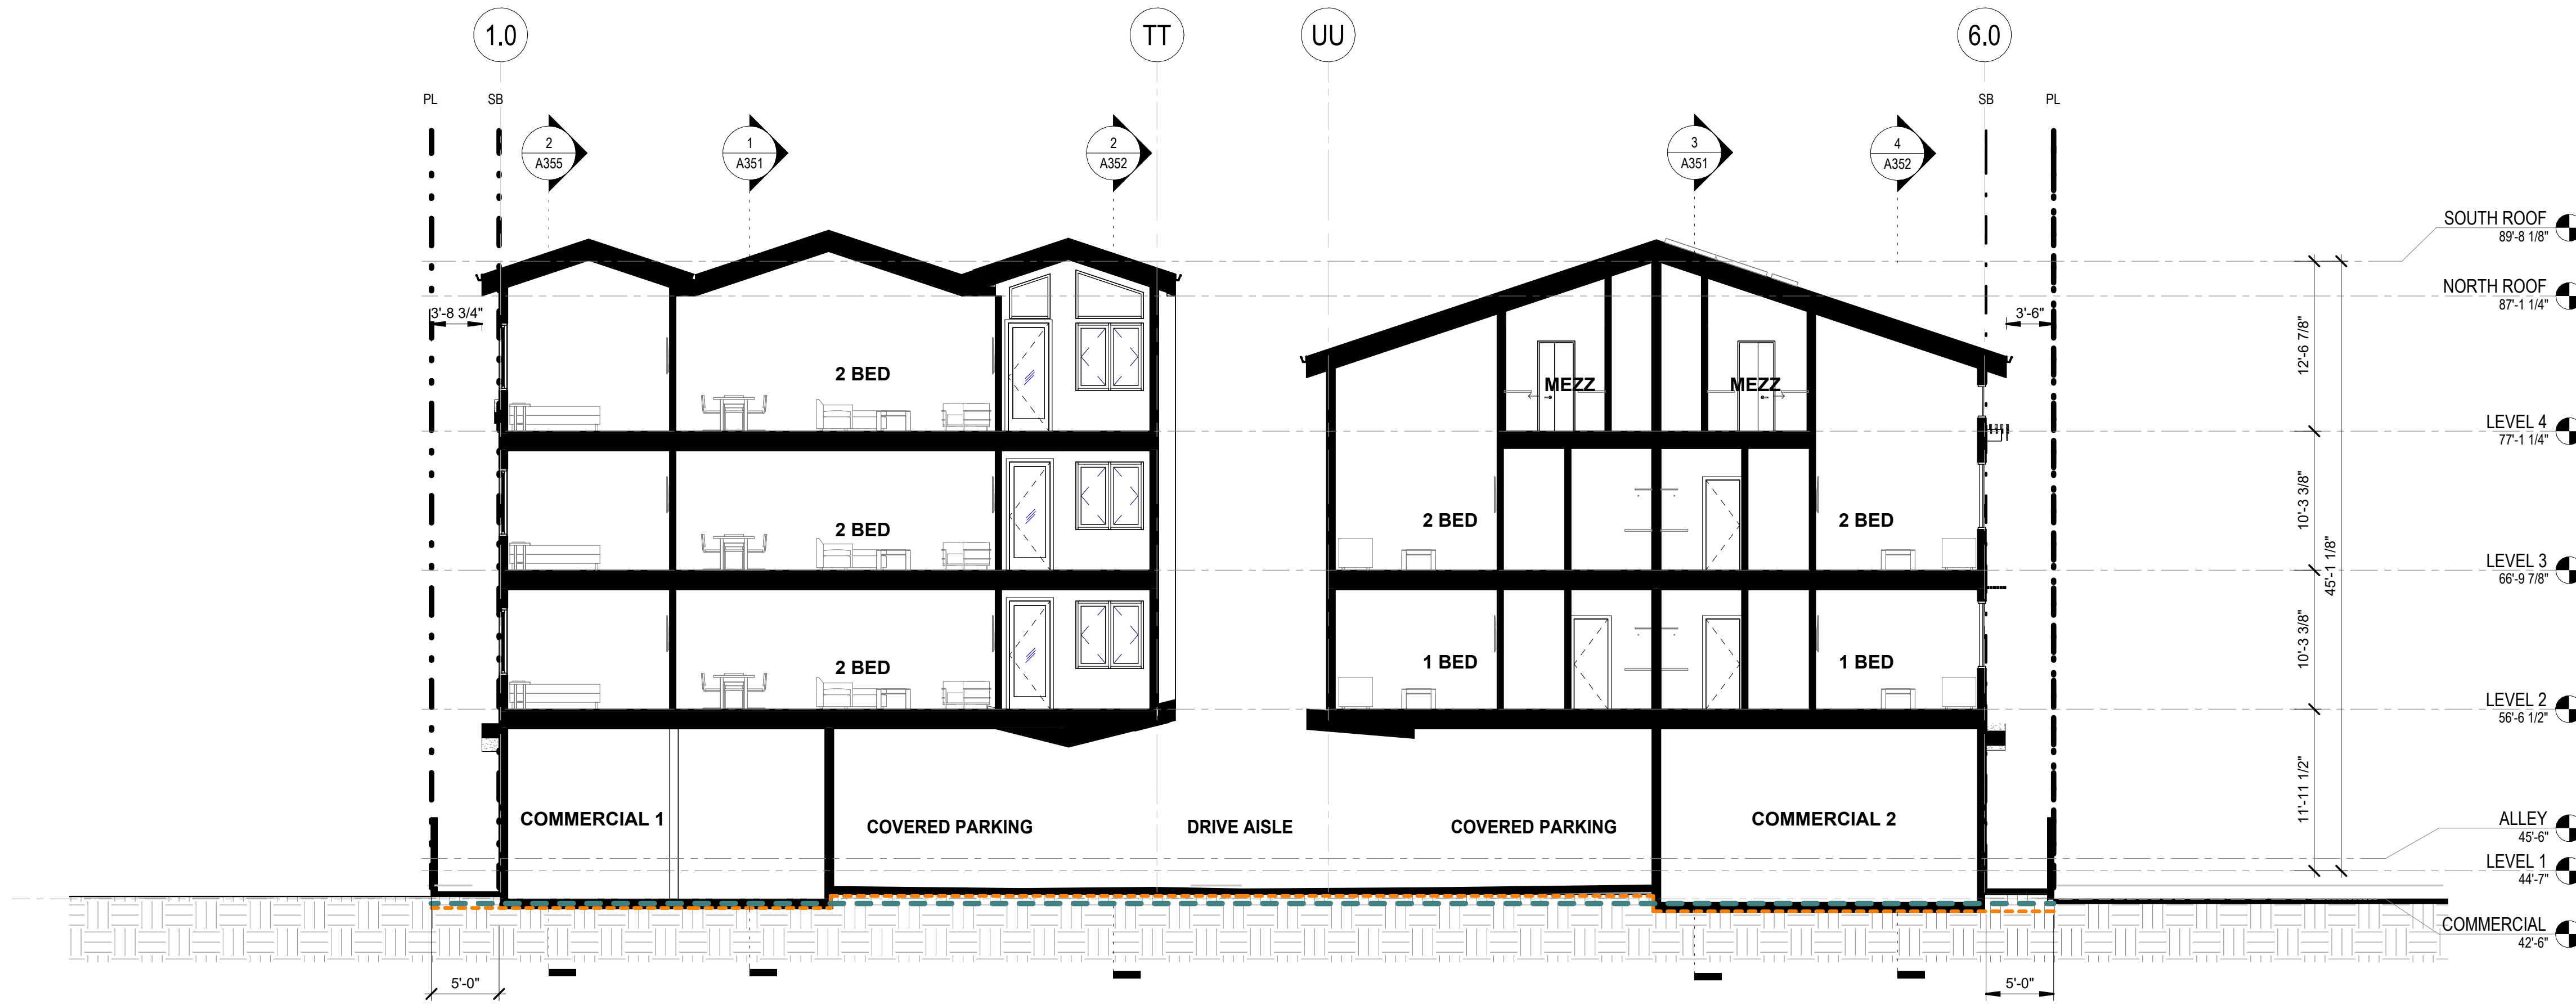 1.0
TT
UU
6.0
PL
SB
SB
PL
2
A355
1
A351
2
A352
3
A351
4
A352
SOUTH ROOF
89'-8 1/8"
NORTH ROOF
87'-1 1/4"
3'-8 3/4"
3'-6"
12'-6 7/8"
2 BED
MEZZ
MEZZ
LEVEL 4
77'-1 1/4"
10'-3 3/8"
2 BED
2 BED
2 BED
45'-1 1/8"
LEVEL 3
66'-9 7/8"
10'-3 3/8"
2 BED
1 BED
1 BED
LEVEL 2
56'-6 1/2"
11'-11 1/2"
COMMERCIAL 1
COVERED PARKING
DRIVE AISLE
COVERED PARKING
COMMERCIAL 2
ALLEY
45'-6"
LEVEL 1
44'-7"
COMMERCIAL
42'-6"
5'-0"
5'-0"